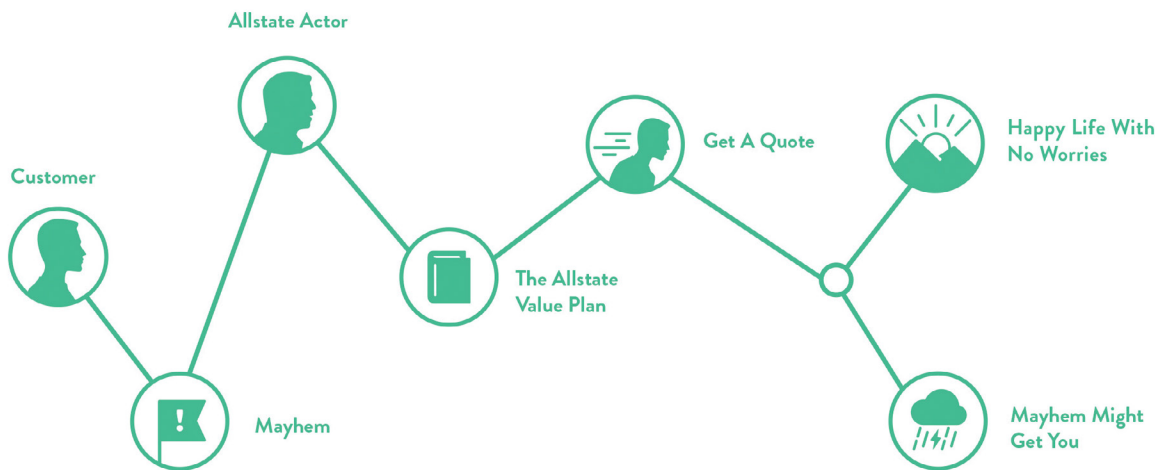 Allstate Actor
Customer
Mayhem
The Allstate
Value Plan
Get A Quote
Happy Life With
No Worries
Mayhem Might
Get You
!